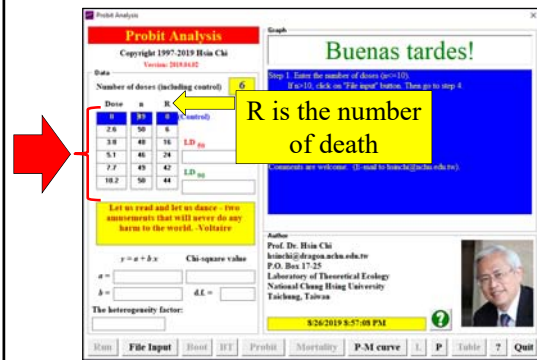 Probit Analysis
Probit Analysis
Copyright 1997-2019 Hsin Chi
Version: 2019.04.02
Data
Number of doses (including control) 6
Dose n R
0 49 0 (Control)
2.6 50 6
3.8 48 16 LD 50
5.1 46 24
7.7 49 42 LD 90
10.2 50 44
Let us read and let us dance - two
amusements that will never do any
harm to the world. -Voltaire
y = a + b x Chi-square value
a =
b = d.f. =
The heterogeneity factor:
Graph
Buenas tardes!
Step 1. Enter the number of doses (n<=10).
If n>10, click on "File input" button. Then go to step 4.
R is the number
of death
Comments are welcome. (E-mail to hsinchi@nchu.edu.tw).
Author
Prof. Dr. Hsin Chi
hsinchi@dragon.nchu.edu.tw
P.O. Box 17-25
Laboratory of Theoretical Ecology
National Chung Hsing University
Taichung, Taiwan
8/26/2019 8:57:08 PM ?
Run File Input Boot HT Probit Mortality P-M curve L P Table ? Quit